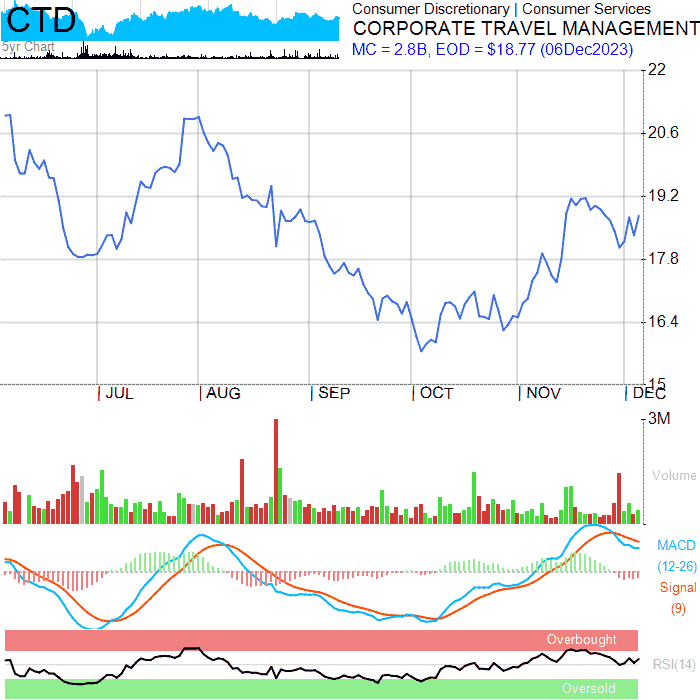 CTD
5yr Chart
Consumer Discretionary | Consumer Services
CORPORATE TRAVEL MANAGEMENT
MC = 2.8B, EOD = $18.77 (06Dec2023)
22
20.6
19.2
17.8
16.4
15
JUL
AUG
SEP
OCT
NOV
DEC
3M
Volume
MACD
(12-26)
Signal
(9)
Overbought
RSI(14)
Oversold